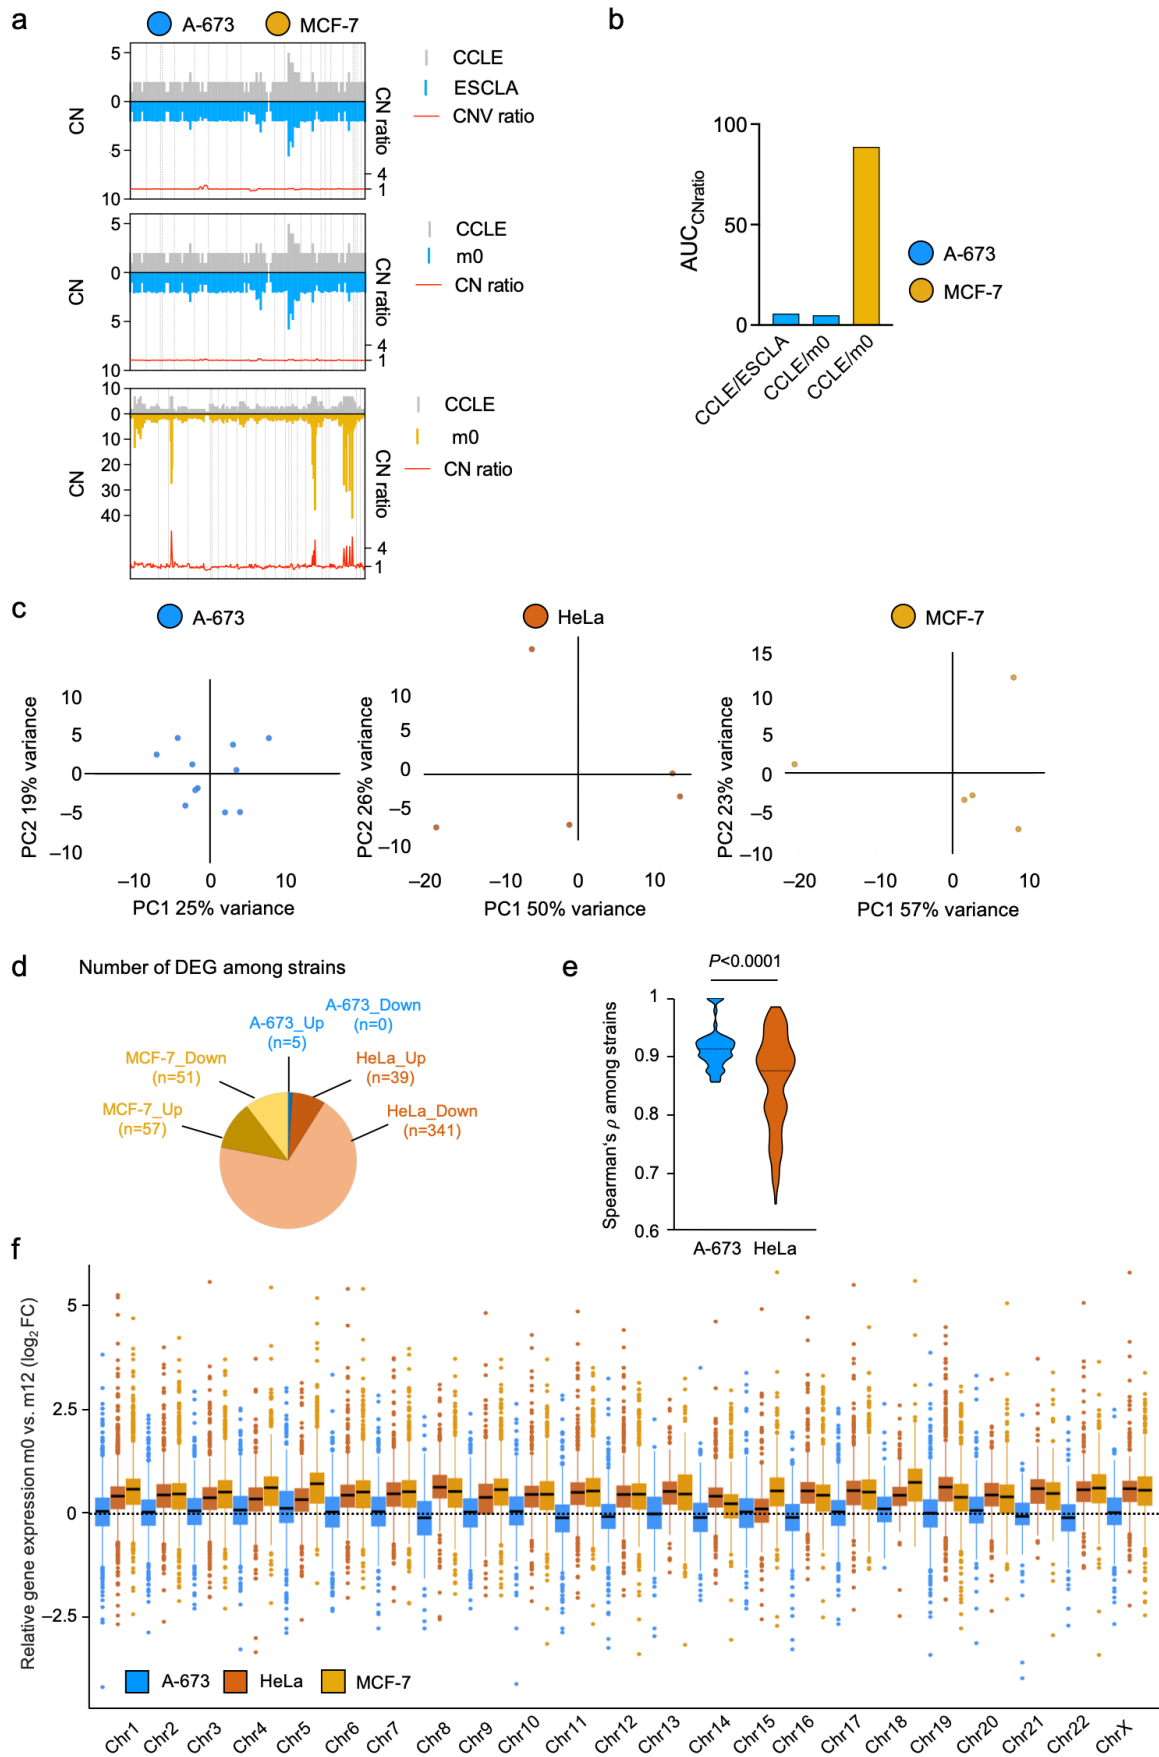 a
A-673 MCF-7
5
0
5
10
CN
CN ratio
4
1
CCLE
ESCLA
CNV ratio
5
0
5
10
CN
CN ratio
4
1
CCLE
m0
CN ratio
10
0
10
20
30
40
CN
CN ratio
4
1
CCLE
m0
CN ratio
b
100
50
0
AUCCNratio
CCLE/ESCLA
CCLE/m0
CCLE/m0
A-673
MCF-7
c
A-673
10
5
0
–5
–10
PC2 19% variance
–10 0 10
PC1 25% variance
HeLa
10
5
0
–5
–10
PC2 26% variance
–20 –10 0 10
PC1 50% variance
MCF-7
15
10
5
0
–5
–10
PC2 23% variance
–20 –10 0 10
PC1 57% variance
d
Number of DEG among strains
A-673_Down
(n=0)
A-673_Up
(n=5)
MCF-7_Down
(n=51)
HeLa_Up
(n=39)
MCF-7_Up
(n=57)
HeLa_Down
(n=341)
e
P<0.0001
1
0.9
0.8
0.7
0.6
Spearman‘s ρ among strains
A-673 HeLa
f
5
2.5
0
–2.5
Relative gene expression m0 vs. m12 (log2 FC)
A-673 HeLa MCF-7
Chr1 Chr2 Chr3 Chr4 Chr5 Chr6 Chr7 Chr8 Chr9 Chr10 Chr11 Chr12 Chr13 Chr14 Chr15 Chr16 Chr17 Chr18 Chr19 Chr20 Chr21 Chr22 ChrX